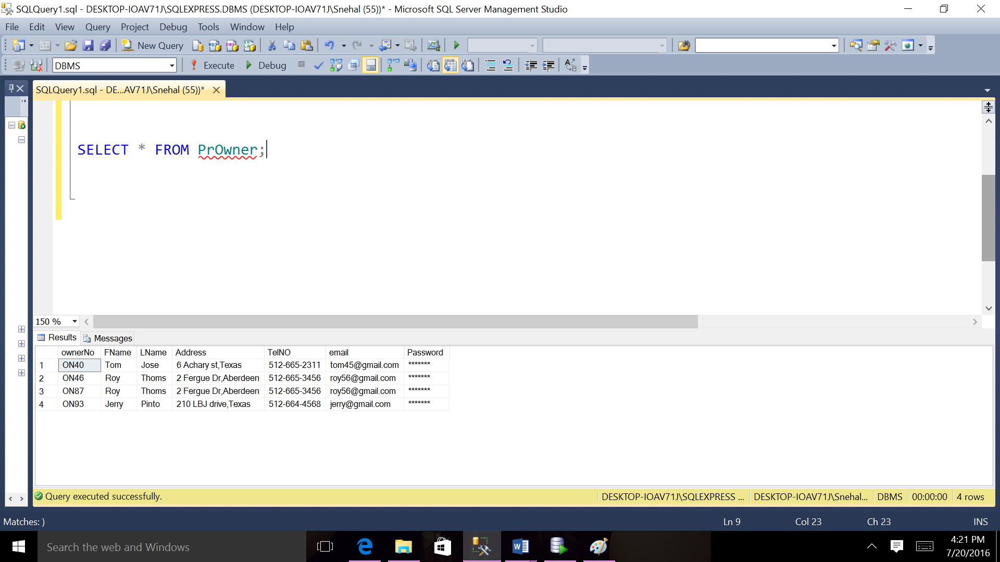 SQLQuery1.sql - DESKTOP-IOAV71J\SQLEXPRESS.DBMS (DESKTOP-IOAV71J\Snehal (55))* - Microsoft SQL Server Management Studio
File Edit View Query Project Debug Tools Window Help
New Query
DBMS Execute Debug
SQLQuery1.sql - DE...AV71J\Snehal (55))*
SELECT * FROM PrOwner;
150 %
Results Messages
ownerNo FName LName Address TelNO email Password
1 ON40 Tom Jose 6 Achary st,Texas 512-665-2311 tom45@gmail.com *******
2 ON46 Roy Thoms 2 Fergue Dr,Aberdeen 512-665-3456 roy56@gmail.com *******
3 ON87 Roy Thoms 2 Fergue Dr,Aberdeen 512-665-3456 roy56@gmail.com *******
4 ON93 Jerry Pinto 210 LBJ drive,Texas 512-664-4568 jerry@gmail.com *******
Query executed successfully. DESKTOP-IOAV71J\SQLEXPRESS ... DESKTOP-IOAV71J\Snehal... DBMS 00:00:00 4 rows
Matches: ) Ln 9 Col 23 Ch 23 INS
Search the web and Windows
4:21 PM
7/20/2016